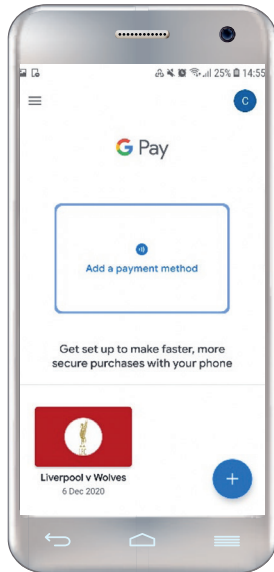 25% 14:55
C
G Pay
Add a payment method
Get set up to make faster, more
secure purchases with your phone
Liverpool v Wolves
6 Dec 2020
+